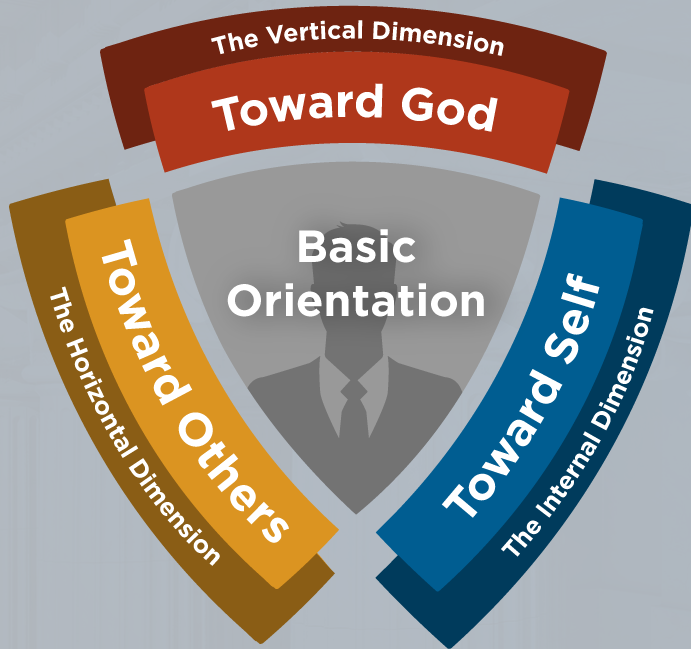 The Vertical Dimension
Toward God
Basic
Orientation
Toward Others
The Horizontal Dimension
Toward Self
The Internal Dimension